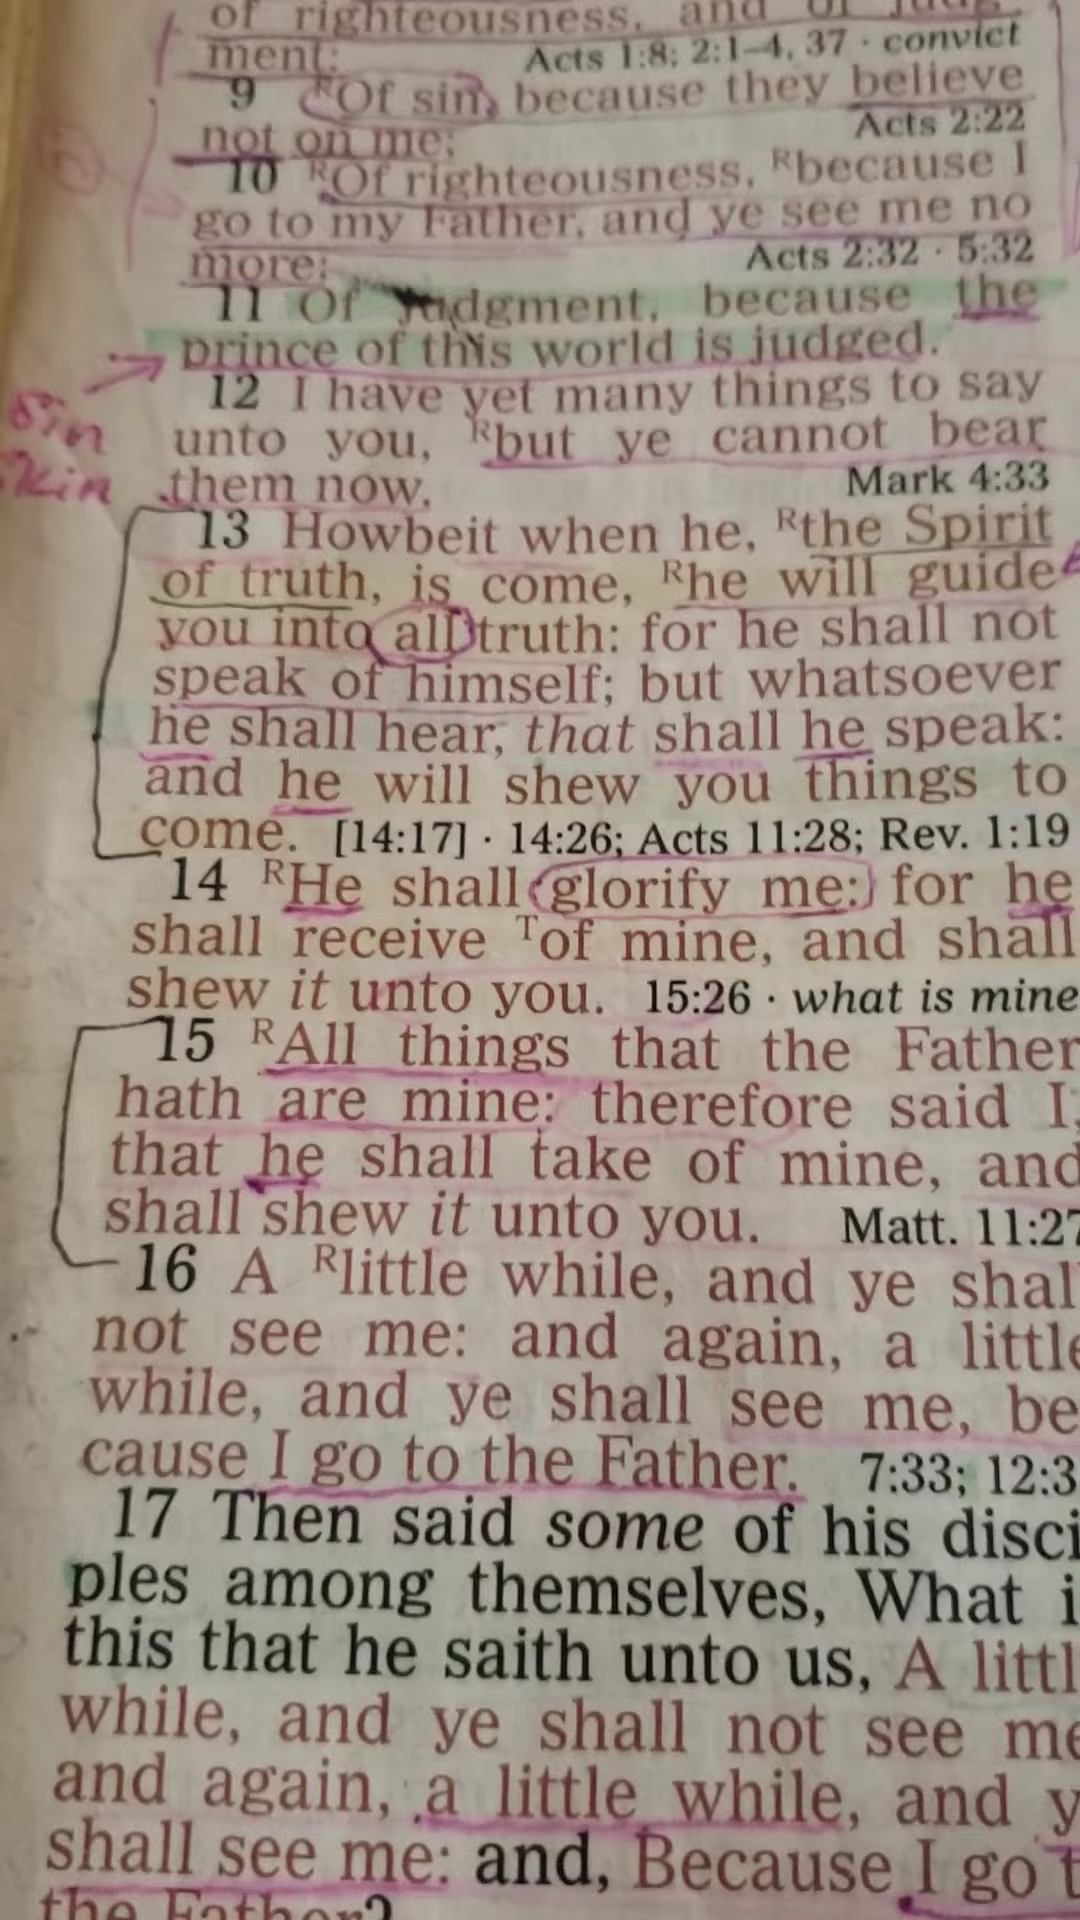 of righteousness, and of judg-
ment: Acts 1:8; 2:1–4, 37 · convict
9 ROf sin, because they believe
not on me; Acts 2:22
10 ROf righteousness, Rbecause I
go to my Father, and ye see me no
more; Acts 2:32 · 5:32
11 Of judgment, because the
prince of this world is judged.
12 I have yet many things to say
Sin
unto you, Rbut ye cannot bear
kin
them now. Mark 4:33
13 Howbeit when he, Rthe Spirit
of truth, is come, Rhe will guide
you into all truth: for he shall not
speak of himself; but whatsoever
he shall hear, that shall he speak:
and he will shew you things to
come. [14:17] · 14:26; Acts 11:28; Rev. 1:19
14 RHe shall glorify me: for he
shall receive Tof mine, and shall
shew it unto you. 15:26 · what is mine
15 RAll things that the Father
hath are mine: therefore said I,
that he shall take of mine, and
shall shew it unto you. Matt. 11:27
16 A Rlittle while, and ye shal
not see me: and again, a little
while, and ye shall see me, be
cause I go to the Father. 7:33; 12:3
17 Then said some of his disci
ples among themselves, What i
this that he saith unto us, A littl
while, and ye shall not see me
and again, a little while, and y
shall see me: and, Because I go t
the Father?